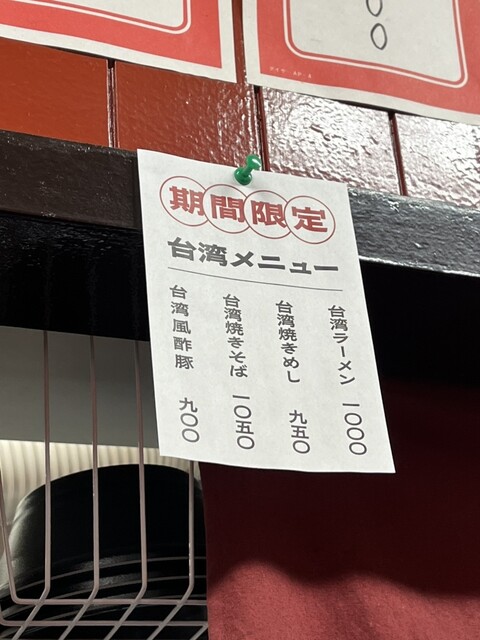 期間限定
台湾メニュー
台湾ラーメン 一〇〇〇
台湾焼きめし 九五〇
台湾焼きそば 一〇五〇
台湾風酢豚 九〇〇
〇〇